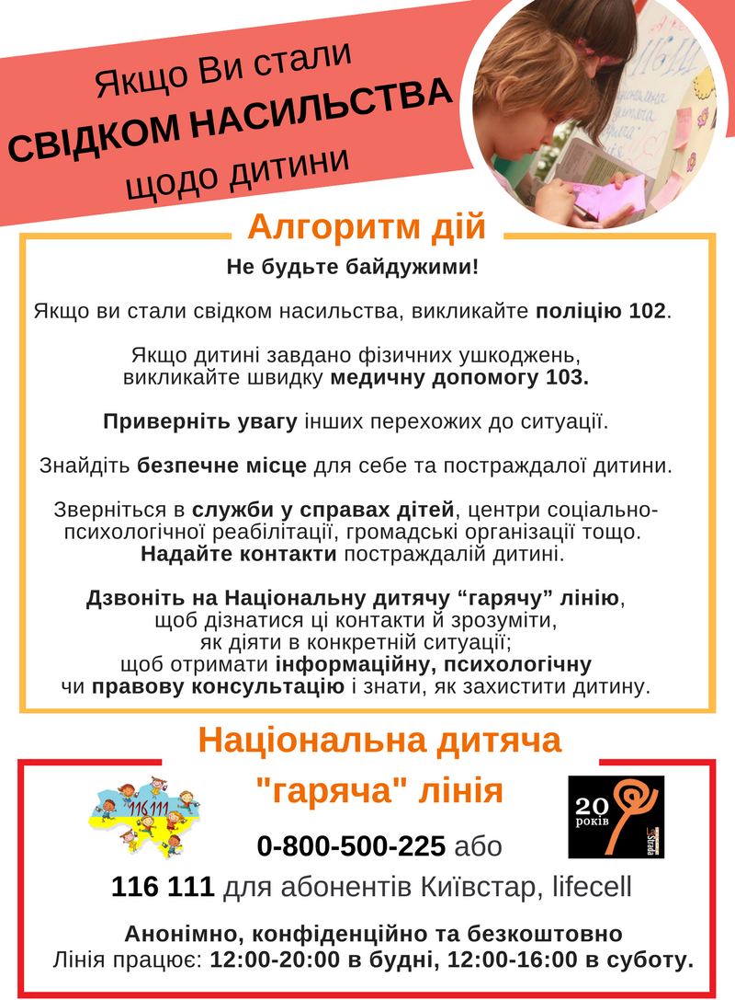 Якщо Ви стали
СВІДКОМ НАСИЛЬСТВА
щодо дитини
116 111
Алгоритм дій
Не будьте байдужими!
Якщо ви стали свідком насильства, викликайте поліцію 102.
Якщо дитині завдано фізичних ушкоджень,
викликайте швидку медичну допомогу 103.
Приверніть увагу інших перехожих до ситуації.
Знайдіть безпечне місце для себе та постраждалої дитини.
Зверніться в служби у справах дітей, центри соціально-
психологічної реабілітації, громадські організації тощо.
Надайте контакти постраждалій дитині.
Дзвоніть на Національну дитячу “гарячу” лінію,
щоб дізнатися ці контакти й зрозуміти,
як діяти в конкретній ситуації;
щоб отримати інформаційну, психологічну
чи правову консультацію і знати, як захистити дитину.
Національна дитяча
"гаряча" лінія
116 111
20
років
La Strada
0-800-500-225 або
116 111 для абонентів Київстар, lifecell
Анонімно, конфіденційно та безкоштовно
Лінія працює: 12:00-20:00 в будні, 12:00-16:00 в суботу.